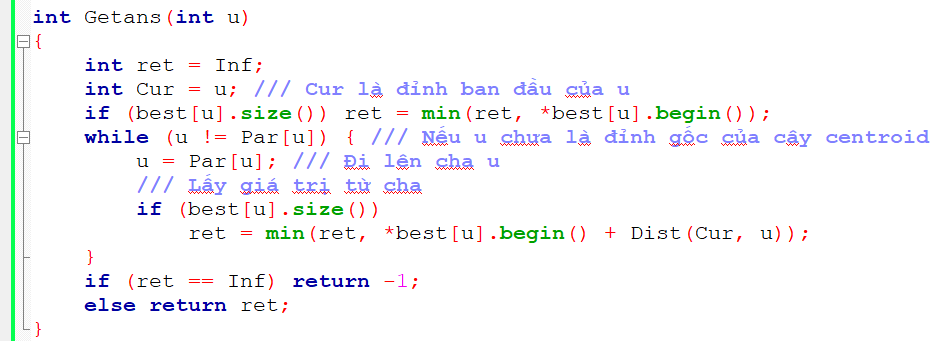 int Getans(int u)
{
    int ret = Inf;
    int Cur = u; /// Cur là đỉnh ban đầu của u
    if (best[u].size()) ret = min(ret, *best[u].begin());
    while (u != Par[u]) { /// Nếu u chưa là đỉnh gốc của cây centroid
        u = Par[u]; /// Đi lên cha u
        /// Lấy giá trị từ cha
        if (best[u].size())
            ret = min(ret, *best[u].begin() + Dist(Cur, u));
    }
    if (ret == Inf) return -1;
    else return ret;
}